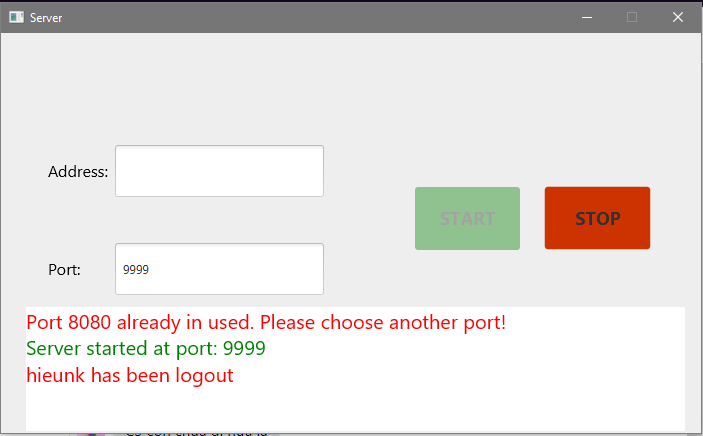 Server
Address:
START
STOP
Port:
9999
Port 8080 already in used. Please choose another port!
Server started at port: 9999
hieunk has been logout